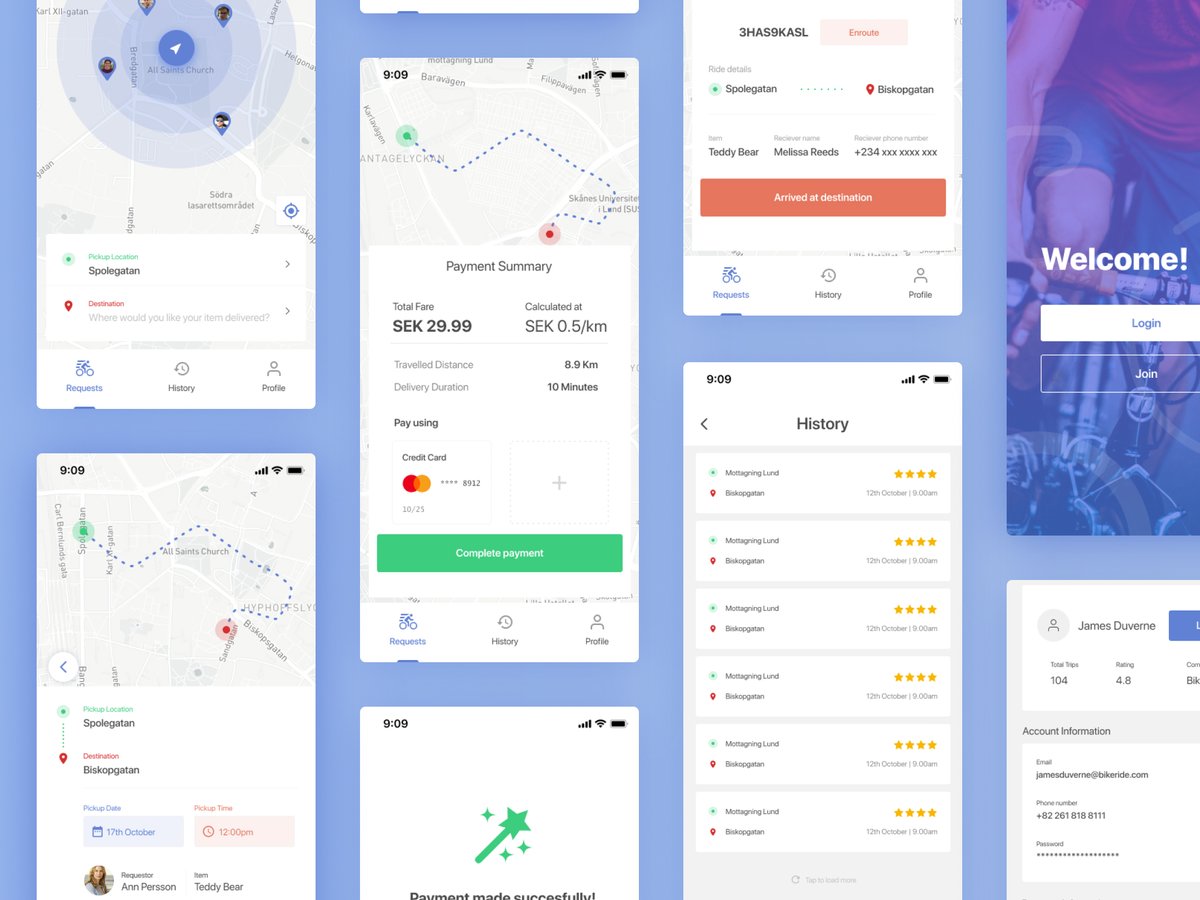 Karl XII-gatan
Bredgatan
Lasare
Helgonav
All Saints Church
gatan
Södra
lasarettsområdet
Biskop
Pickup Location
Spolegatan
Destination
Where would you like your item delivered?
Requests
History
Profile
9:09
Carl Bernlunds gata
Spolegatan
Karl XI-gatan
All Saints Church
HYPHOFFSLYC
Sandgatan
Biskopsgatan
Bang
gatan
Pickup Location
Spolegatan
Destination
Biskopgatan
Pickup Date
Pickup Time
17th October
12:00pm
Requestor
Item
Ann Persson
Teddy Bear
9:09
mottagning Lund
Baravägen
Filippavägen
Karlavägen
ANTAGELYCKAN
Skånes Universitet
i Lund (SUS
Payment Summary
Total Fare
Calculated at
SEK 29.99
SEK 0.5/km
Travelled Distance
8.9 Km
Delivery Duration
10 Minutes
Pay using
Credit Card
**** 8912
10/25
+
Complete payment
Requests
History
Profile
9:09
Payment made succesfully!
3HAS9KASL
Enroute
Ride details
Spolegatan
Biskopgatan
Item
Reciever name
Reciever phone number
Teddy Bear
Melissa Reeds
+234 xxx xxxx xxx
Arrived at destination
Requests
History
Profile
9:09
History
Mottagning Lund
Biskopgatan
12th October | 9.00am
Mottagning Lund
Biskopgatan
12th October | 9.00am
Mottagning Lund
Biskopgatan
12th October | 9.00am
Mottagning Lund
Biskopgatan
12th October | 9.00am
Mottagning Lund
Biskopgatan
12th October | 9.00am
Mottagning Lund
Biskopgatan
12th October | 9.00am
Tap to load more
Welcome!
Login
Join
James Duverne
L
Total Trips
Rating
Com
104
4.8
Bik
Account Information
Email
jamesduverne@bikeride.com
Phone number
+82 261 818 8111
Password
*******************